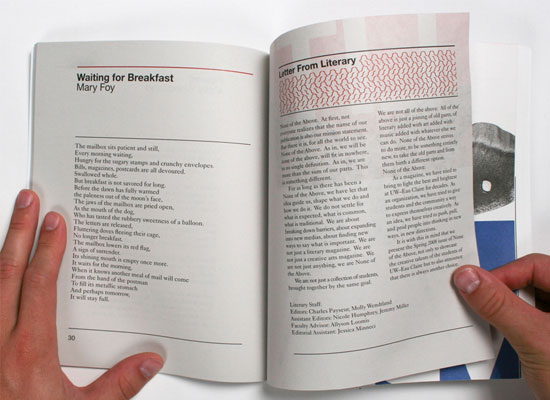 Waiting for Breakfast
Mary Foy
The mailbox sits patient and still,
Every morning waiting,
Hungry for the sugary stamps and crunchy envelopes.
Bills, magazines, postcards are all devoured.
Swallowed whole.
But breakfast is not savored for long.
Before the dawn has fully warmed
the paleness out of the moon's face,
The jaws of the mailbox are pried open,
As the mouth of the dog,
Who has tasted the rubbery sweetness of a balloon.
The letters are released,
Fluttering doves fleeing their cage,
No longer breakfast.
The mailbox lowers its red flag,
A sign of surrender.
Its shining mouth is empty once more.
It waits for the morning,
When it knows another meal of mail will come
From the hand of the postman
To fill its metallic stomach
And perhaps tomorrow,
It will stay full.
30
Letter From Literary
None of the Above. At first, not
everyone realizes that the name of our
publication is also our mission statement.
But there it is, for all the world to see.
None of the Above. As in, we will be
none of the above, will fit in nowhere,
to no single definition. As in, we are
more than the sum of our parts. This
is something different.
For as long as there has been a
None of the Above, we have let that
idea guide us, shape what we do and
how we do it. We do not settle for
what is expected, what is common,
what is traditional. We are about
breaking down barriers, about expanding
into new medias, about finding new
ways to say what is important. We are
not just a literary magazine. We are
not just a creative arts magazine. We
are not just anything, we are None of
the Above.
We are not just a collection of students,
brought together by the same goal.
We are not all of the above. All of the
above is just a joining of old parts, of
literary added with art added with
music added with whatever else we
can do. None of the Above serves
to do more, to be something entirely
new, to take the old parts and lend
them both a different
None of the Above.
As a magazine, we have tried to
bring to light the best and brightest
at UW-Eau Claire for decades. As
an organization, we have tried to give
students and the community a way
to express themselves creatively. As
an idea, we have tried to push, pull,
and prod people into thinking in new
ways, in new directions.
It is with this in mind that we
present the Spring 2008 issue of None
of the Above, not only to showcase
the creative talents of the students of
UW-Eau Claire but to also announce
that there is always another choice.
Literary Staff:
Editors: Charles Payseur, Molly Wendtland
Assistant Editors: Nicole Humphrey, Jeremy Miller
Faculty Advisor: Allyson Loomis
Editorial Assistant: Jessica